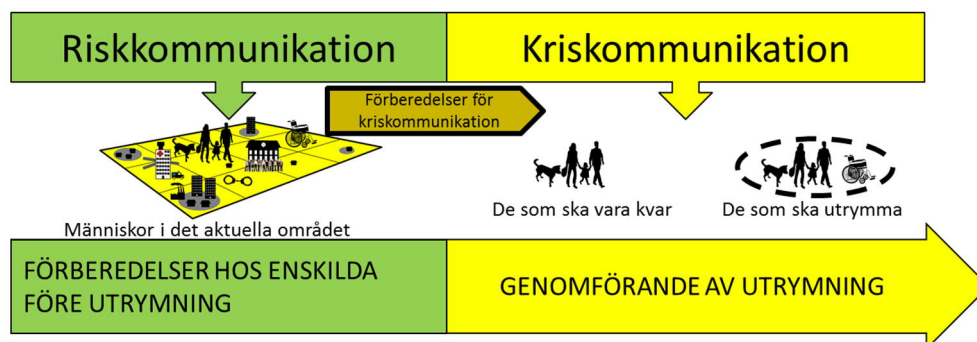 Riskkommunikation
Kriskommunikation
Förberedelser för
kriskommunikation
Människor i det aktuella området
De som ska vara kvar
De som ska utrymma
FÖRBEREDELSER HOS ENSKILDA
FÖRE UTRYMNING
GENOMFÖRANDE AV UTRYMNING